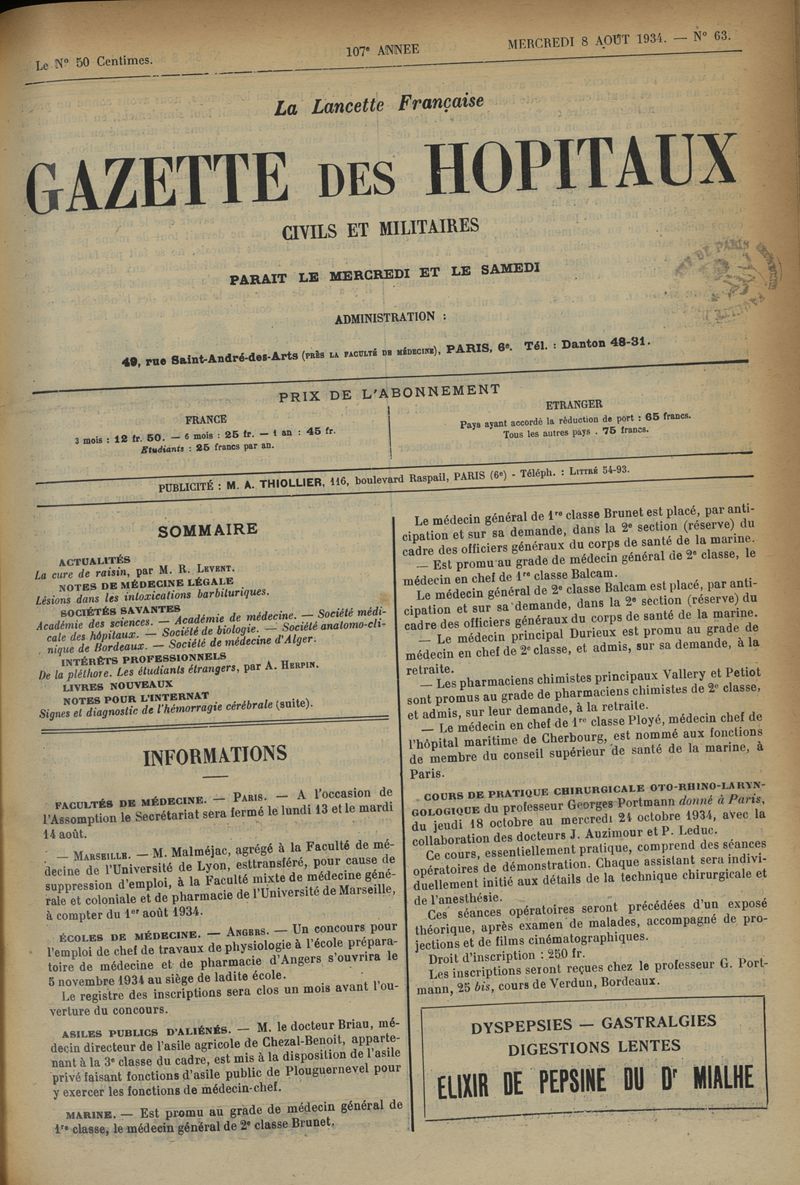 Le N° 50 Centimes.
107e ANNEE
MERCREDI 8 AOUT 1934. — N° 63.
La Lancette Française
GAZETTE DES HOPITAUX
CIVILS ET MILITAIRES
PARAIT LE MERCREDI ET LE SAMEDI
ADMINISTRATION :
49, rue Saint-André-des-Arts (PRÈS LA FACULTÉ DE MÉDECINE), PARIS, 6e. Tél. : Danton 48-31.
PRIX DE L'ABONNEMENT
FRANCE
3 mois : 12 fr. 50. — 6 mois : 25 fr. — 1 an : 45 fr.
Etudiants : 25 francs par an.
ETRANGER
Pays ayant accordé la réduction de port : 65 francs.
Tous les autres pays . 75 francs.
PUBLICITÉ : M. A. THIOLLIER, 116, boulevard Raspail, PARIS (6e) - Téléph. : LITTRÉ 54-93.
SOMMAIRE
ACTUALITÉS
La cure de raisin, par M. R. LEVENT.
NOTES DE MÉDECINE LÉGALE
Lésions dans les intoxications barbituriques.
SOCIÉTÉS SAVANTES
Académie des sciences. — Académie de médecine. — Société médi-
cale des hôpitaux. — Société de biologie. — Société anatomo-cli-
nique de Bordeaux. — Société de médecine d'Alger.
INTÉRÊTS PROFESSIONNELS
De la pléthore. Les étudiants étrangers, par A. HERPIN.
LIVRES NOUVEAUX
NOTES POUR L'INTERNAT
Signes et diagnostic de l'hémorragie cérébrale (suite).
INFORMATIONS
FACULTÉS DE MÉDECINE. — PARIS. — A l'occasion de
l'Assomption le Secrétariat sera fermé le lundi 13 et le mardi
14 août.
— MARSEILLE. — M. Malméjac, agrégé à la Faculté de mé-
decine de l'Université de Lyon, est transféré, pour cause de
suppression d'emploi, à la Faculté mixte de médecine géné-
rale et coloniale et de pharmacie de l'Université de Marseille,
à compter du 1er août 1934.
ÉCOLES DE MÉDECINE. — ANGERS. — Un concours pour
l'emploi de chef de travaux de physiologie à l'école prépara-
toire de médecine et de pharmacie d'Angers s'ouvrira le
5 novembre 1934 au siège de ladite école.
Le registre des inscriptions sera clos un mois avant l'ou-
verture du concours.
ASILES PUBLICS D'ALIÉNÉS. — M. le docteur Briau, mé-
decin directeur de l'asile agricole de Chezal-Benoit, apparte-
nant à la 3e classe du cadre, est mis à la disposition de l'asile
privé faisant fonctions d'asile public de Plouguernevel pour
y exercer les fonctions de médecin-chef.
MARINE. — Est promu au grade de médecin général de
1re classe, le médecin général de 2e classe Brunet.
Le médecin général de 1re classe Brunet est placé, par anti-
cipation et sur sa demande, dans la 2e section (réserve) du
cadre des officiers généraux du corps de santé de la marine.
— Est promu au grade de médecin général de 2e classe, le
médecin en chef de 1re classe Balcam.
Le médecin général de 2e classe Balcam est placé, par anti-
cipation et sur sa demande, dans la 2e section (réserve) du
cadre des officiers généraux du corps de santé de la marine.
— Le médecin principal Durieux est promu au grade de
médecin en chef de 2e classe, et admis, sur sa demande, à la
retraite.
— Les pharmaciens chimistes principaux Vallery et Petiot
sont promus au grade de pharmaciens chimistes de 2e classe,
et admis, sur leur demande, à la retraite.
— Le médecin en chef de 1re classe Ployé, médecin chef de
l'hôpital maritime de Cherbourg, est nommé aux fonctions
de membre du conseil supérieur de santé de la marine, à
Paris.
COURS DE PRATIQUE CHIRURGICALE OTO-RHINO-LARYN-
GOLOGIQUE du professeur Georges Portmann donné à Paris,
du jeudi 18 octobre au mercredi 24 octobre 1934, avec la
collaboration des docteurs J. Auzimour et P. Leduc.
Ce cours, essentiellement pratique, comprend des séances
opératoires de démonstration. Chaque assistant sera indivi-
duellement initié aux détails de la technique chirurgicale et
de l'anesthésie.
Ces séances opératoires seront précédées d'un exposé
théorique, après examen de malades, accompagné de pro-
jections et de films cinématographiques.
Droit d'inscription : 250 fr.
Les inscriptions seront reçues chez le professeur G. Port-
mann, 25 bis, cours de Verdun, Bordeaux.
DYSPEPSIES — GASTRALGIES
DIGESTIONS LENTES
ELIXIR DE PEPSINE DU Dr MIALHE